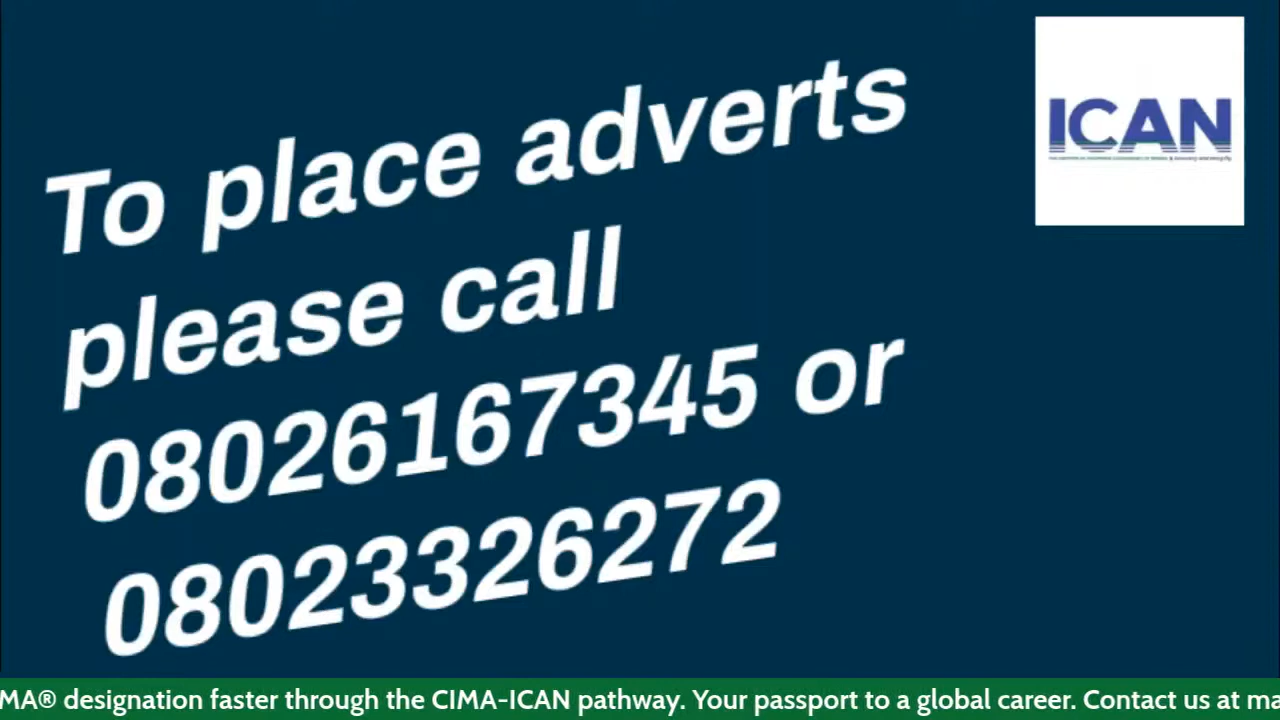 To place adverts
please call
08026167345 or
08023326272
ICAN
MA® designation faster through the CIMA-ICAN pathway. Your passport to a global career. Contact us at ma